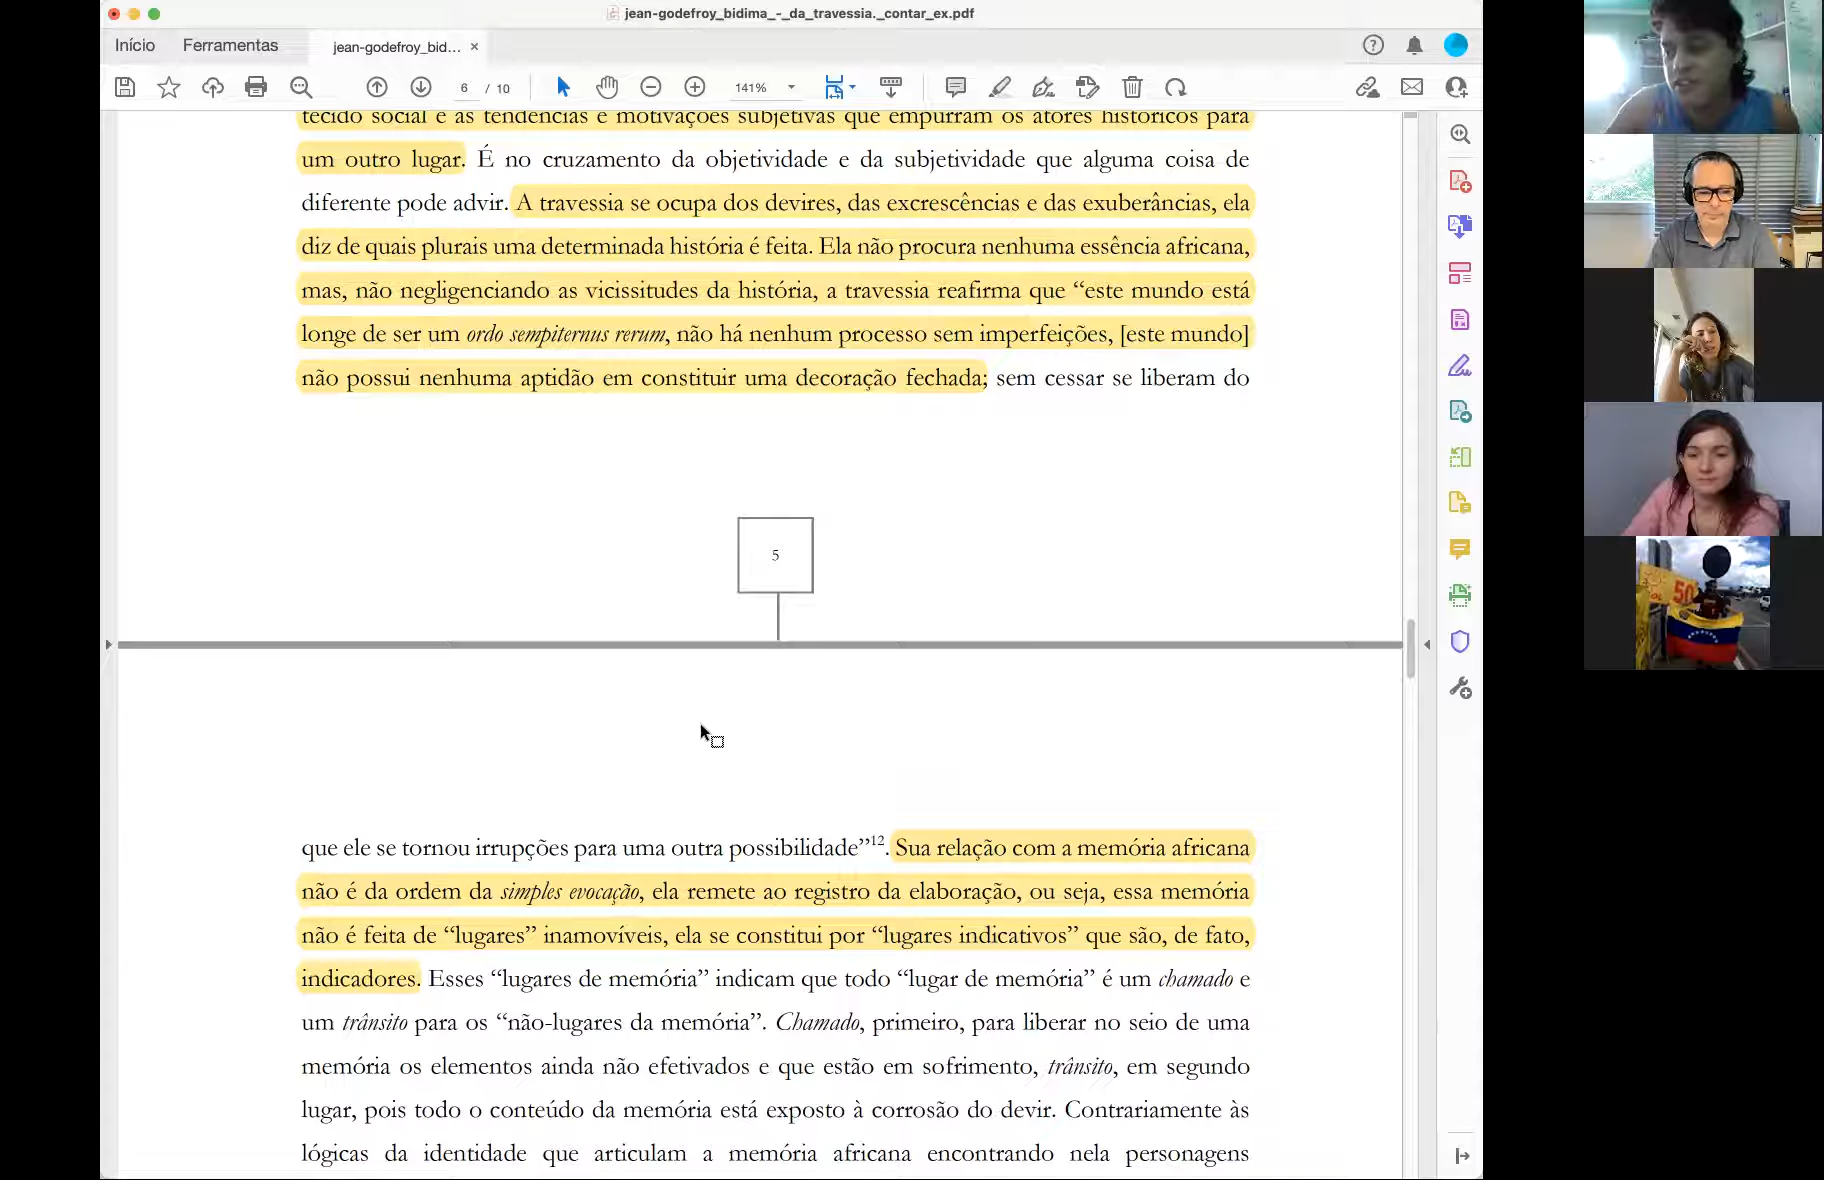 jean-godefroy_bidima_-_da_travessia._contar_ex.pdf
Início Ferramentas jean-godefroy_bid... ×
6 / 10 141%
tecido social e as tendências e motivações subjetivas que empurram os atores históricos para
um outro lugar. É no cruzamento da objetividade e da subjetividade que alguma coisa de
diferente pode advir. A travessia se ocupa dos devires, das excrescências e das exuberâncias, ela
diz de quais plurais uma determinada história é feita. Ela não procura nenhuma essência africana,
mas, não negligenciando as vicissitudes da história, a travessia reafirma que “este mundo está
longe de ser um ordo sempiternus rerum, não há nenhum processo sem imperfeições, [este mundo]
não possui nenhuma aptidão em constituir uma decoração fechada; sem cessar se liberam do
5
que ele se tornou irrupções para uma outra possibilidade”12. Sua relação com a memória africana
não é da ordem da simples evocação, ela remete ao registro da elaboração, ou seja, essa memória
não é feita de “lugares” inamovíveis, ela se constitui por “lugares indicativos” que são, de fato,
indicadores. Esses “lugares de memória” indicam que todo “lugar de memória” é um chamado e
um trânsito para os “não-lugares da memória”. Chamado, primeiro, para liberar no seio de uma
memória os elementos ainda não efetivados e que estão em sofrimento, trânsito, em segundo
lugar, pois todo o conteúdo da memória está exposto à corrosão do devir. Contrariamente às
lógicas da identidade que articulam a memória africana encontrando nela personagens
50